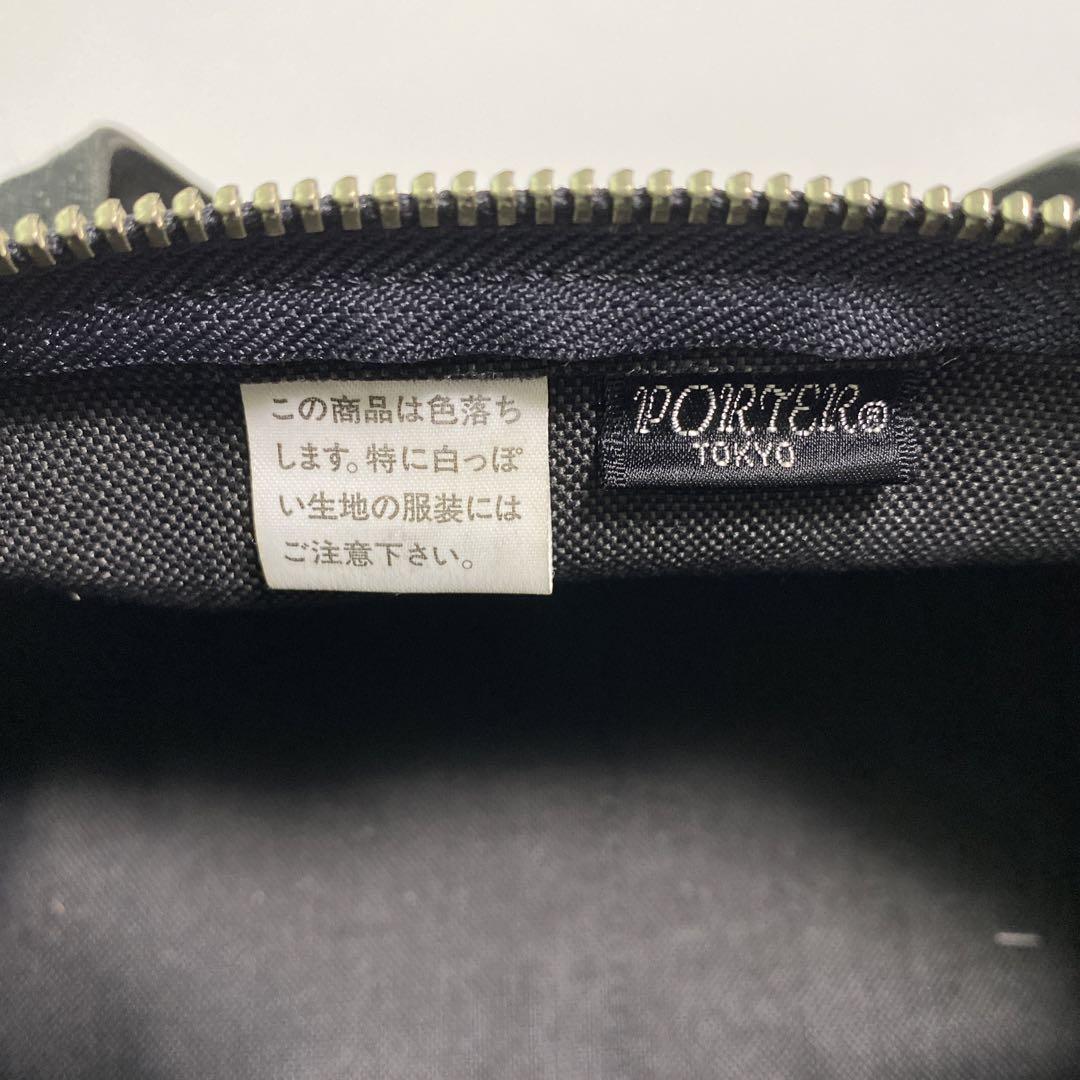 この商品は色落ち
します。特に白っぽ
い生地の服装には
ご注意下さい。
PORTER®
TOKYO